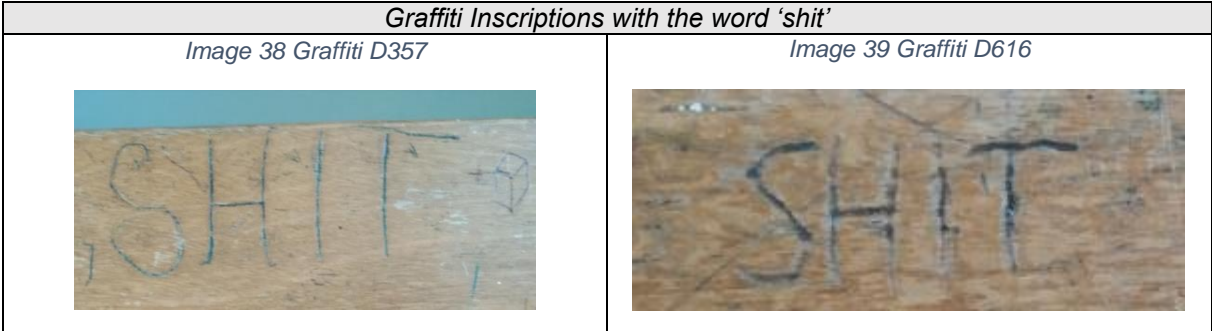 Graffiti Inscriptions with the word ‘shit’
Image 38 Graffiti D357
SHIT
Image 39 Graffiti D616
SHIT